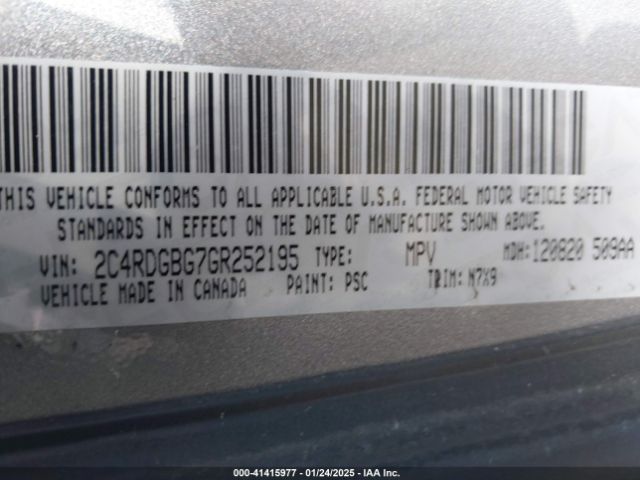 THIS VEHICLE CONFORMS TO ALL APPLICABLE U.S.A. FEDERAL MOTOR VEHICLE SAFETY
STANDARDS IN EFFECT ON THE DATE OF MANUFACTURE SHOWN ABOVE.
VIN: 2C4RDGBG7GR252195 TYPE: MPV MDH:120820 509AA
VEHICLE MADE IN CANADA PAINT: PSC TRIM: N7X9
000-41415977 - 01/24/2025 - IAA Inc.